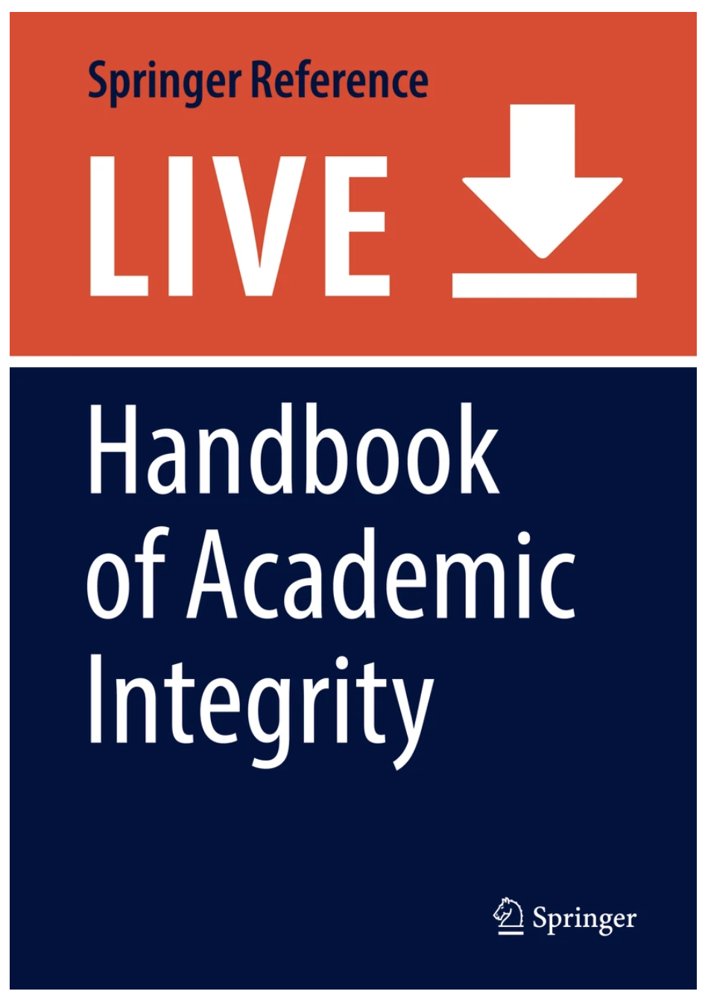 Springer Reference
LIVE
Handbook
of Academic
Integrity
Springer